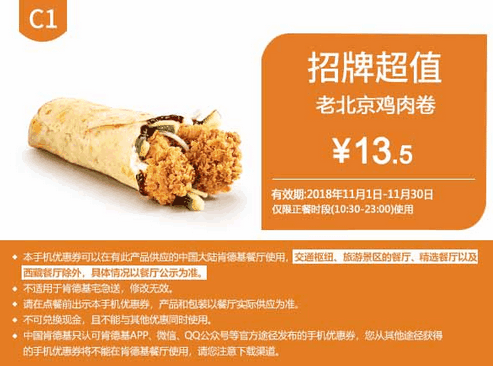 C1
招牌超值
老北京鸡肉卷
¥13.5
有效期:2018年11月1日-11月30日
仅限正餐时段(10:30-23:00)使用
本手机优惠券可以在有此产品供应的中国大陆肯德基餐厅使用,交通枢纽、旅游景区的餐厅、精选餐厅以及
西藏餐厅除外,具体情况以餐厅公示为准。
不适用于肯德基宅急送,修改无效。
请在点餐前出示本手机优惠券,产品和包装以餐厅实际供应为准。
不可兑换现金,且不能与其他优惠同时使用。
中国肯德基只认可肯德基APP、微信、QQ公众号等官方途径发布的手机优惠券,您从其他途径获得
的手机优惠券将不能在肯德基餐厅使用,请您注意下载渠道。